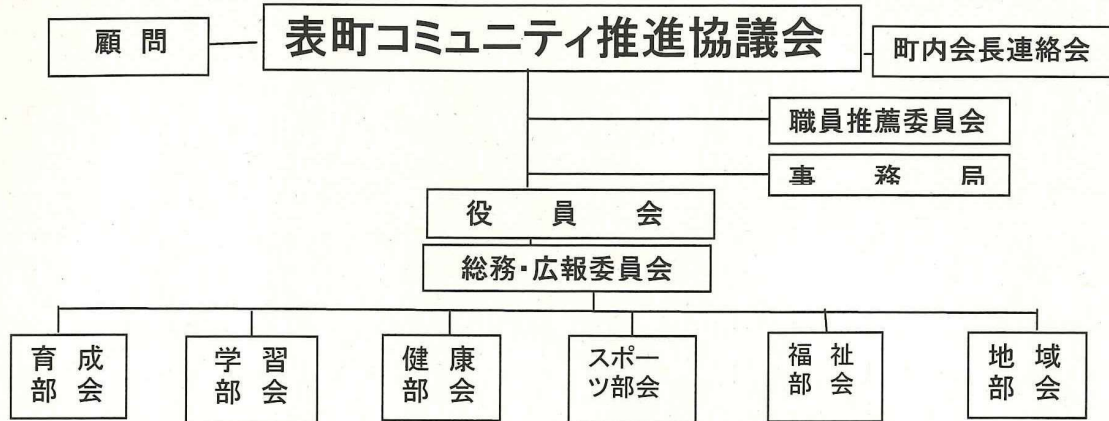 顧問
表町コミュニティ推進協議会
町内会長連絡会
職員推薦委員会
事務局
役員会
総務・広報委員会
育成
部会
学習
部会
健康
部会
スポー
ツ部会
福祉
部会
地域
部会